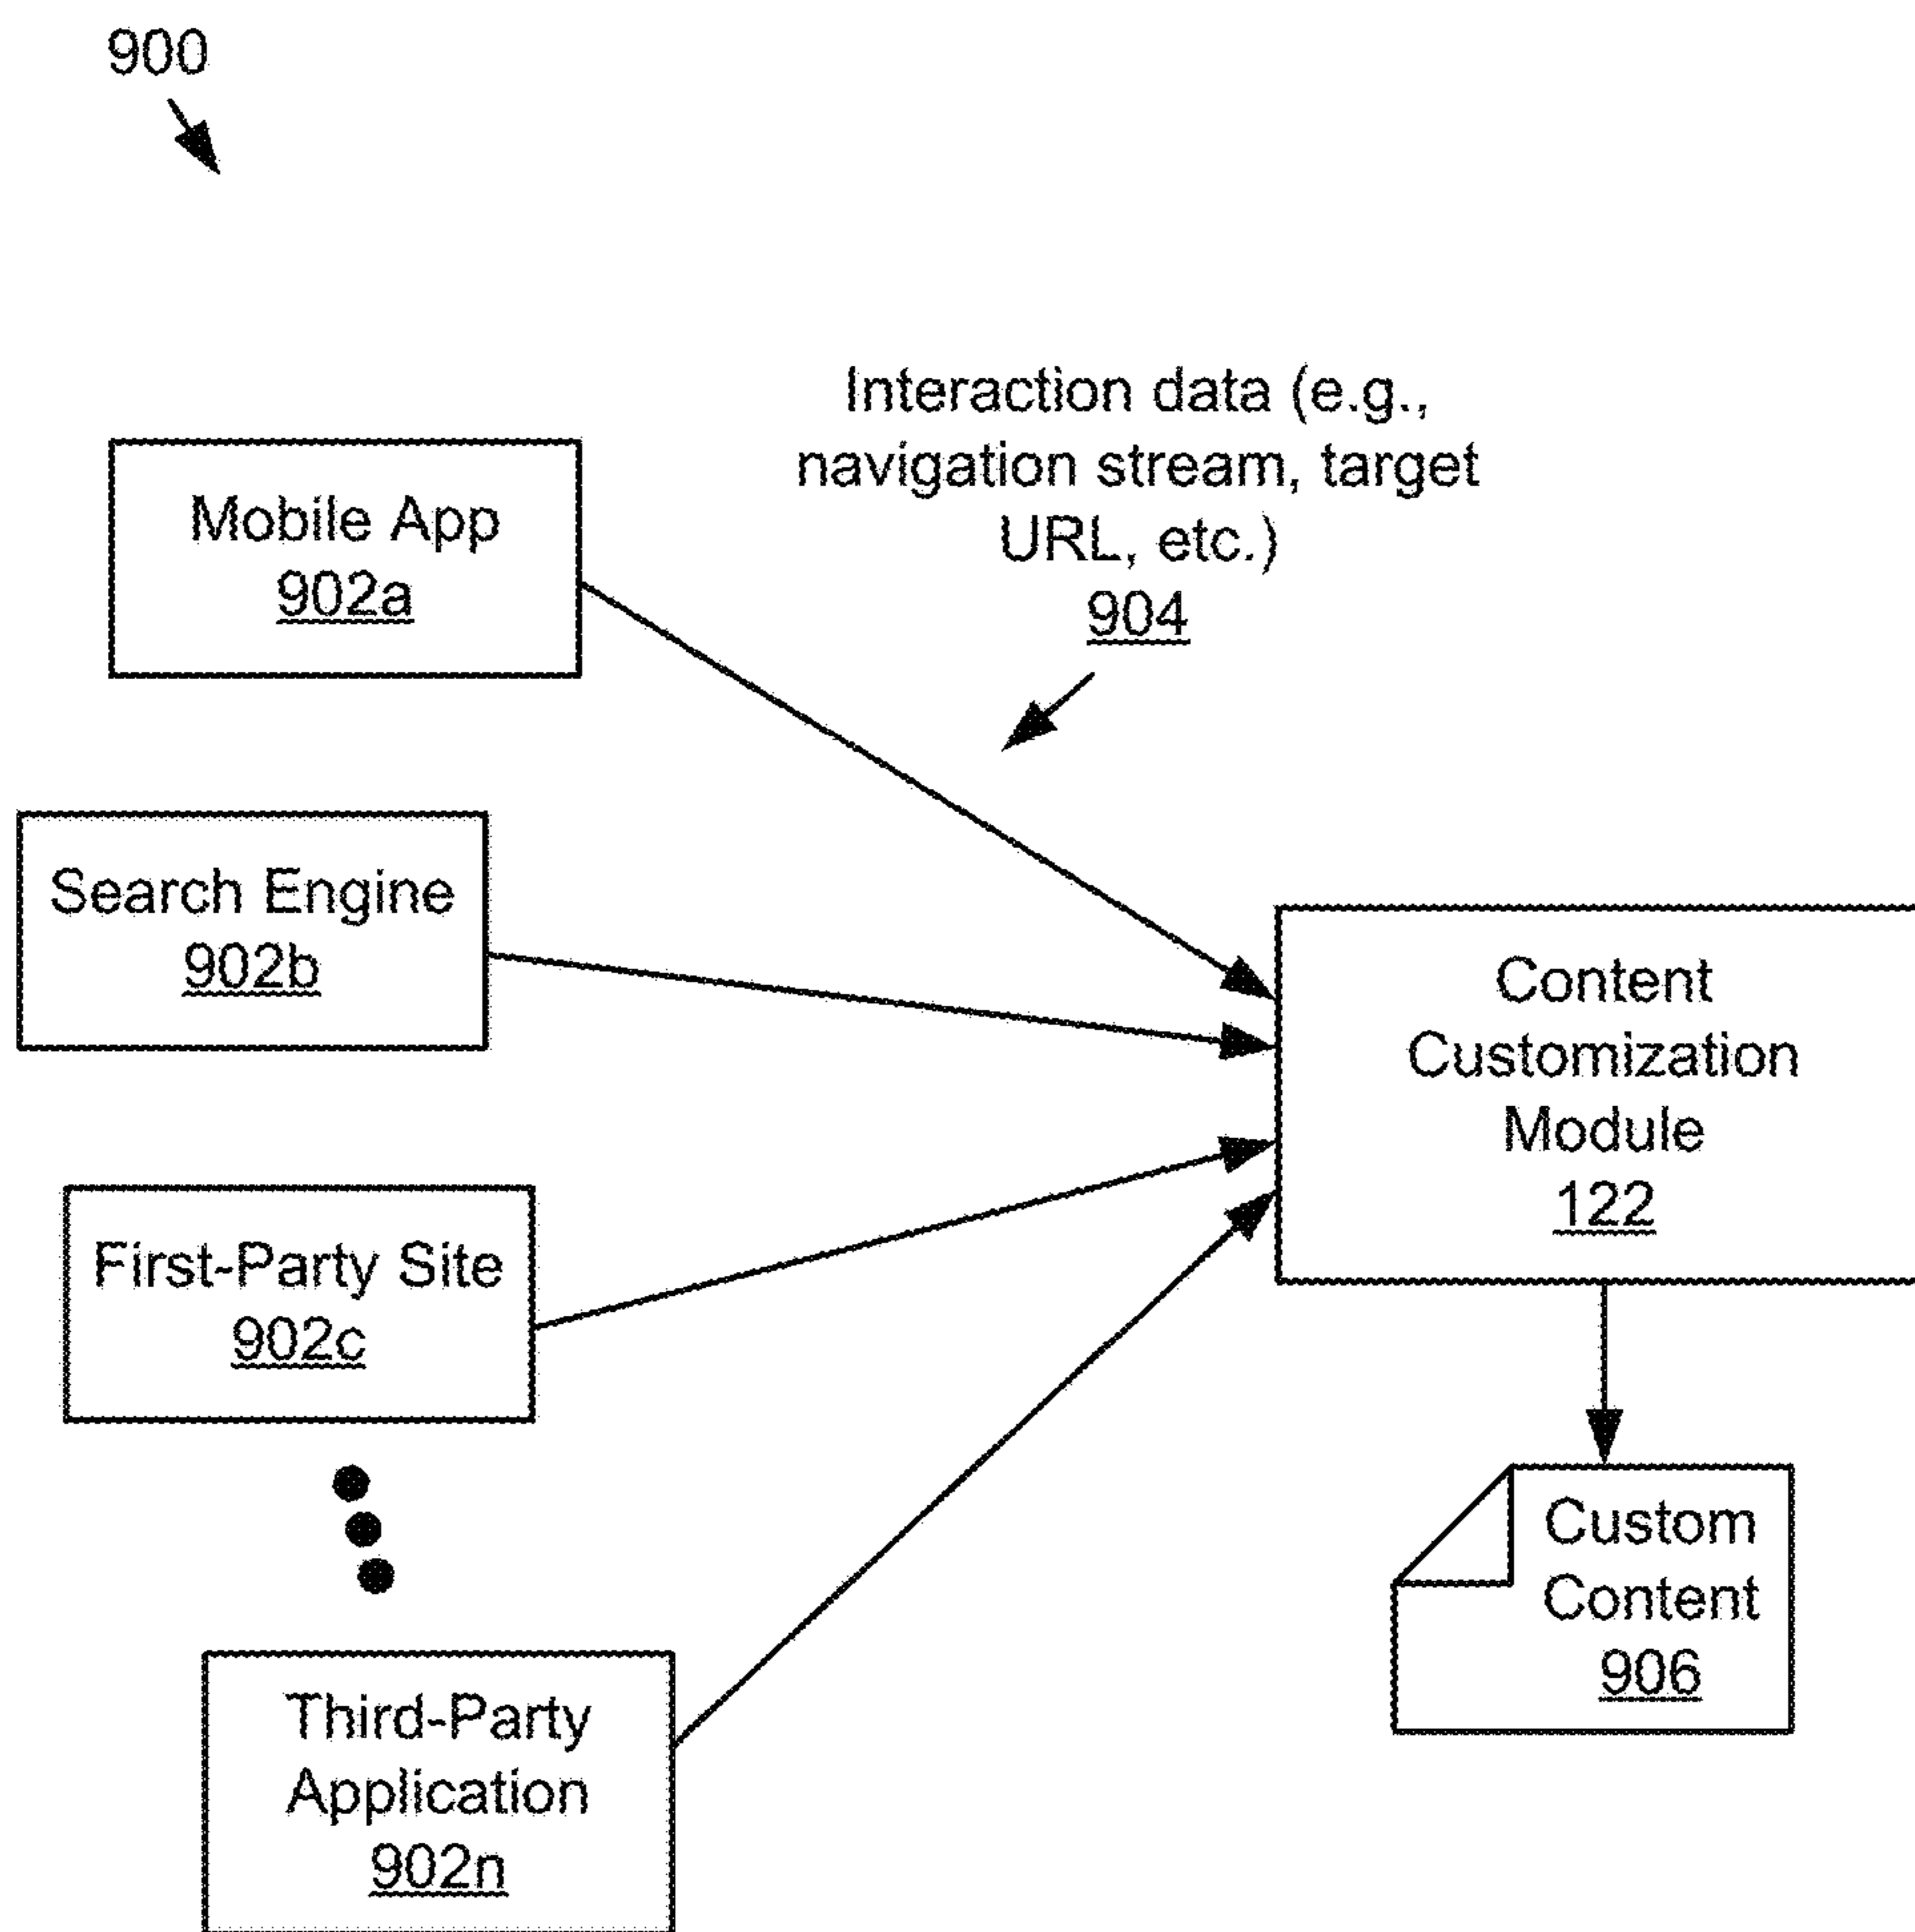 900
Interaction data (e.g.,
navigation stream, target
URL, etc.)
904
Mobile App
902a
Search Engine
902b
First-Party Site
902c
Third-Party
Application
902n
Content
Customization
Module
122
Custom
Content
906